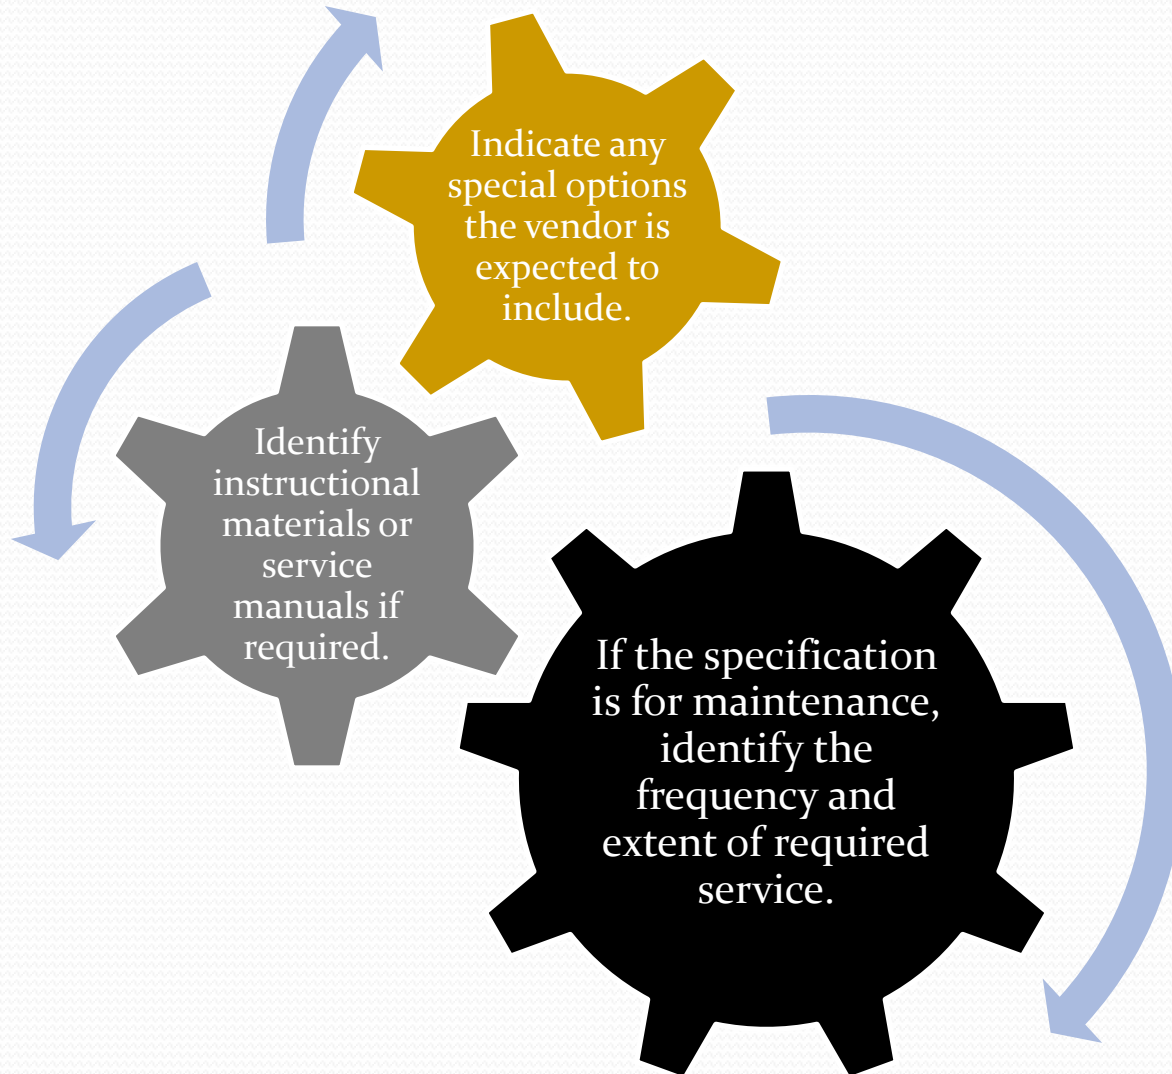 Indicate any
special options
the vendor is
expected to
include.
Identify
instructional
materials or
service
manuals if
required.
If the specification
is for maintenance,
identify the
frequency and
extent of required
service.